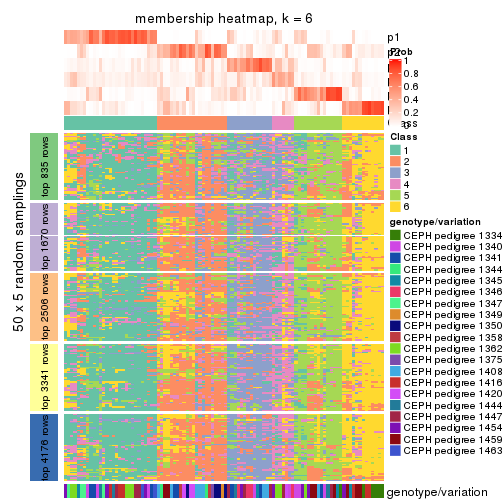 membership heatmap, k = 6
p1
p2
Prob
1
0.8
0.6
0.4
0.2
0
Class
1
2
3
4
5
6
genotype/variation
CEPH pedigree 1334
CEPH pedigree 1340
CEPH pedigree 1341
CEPH pedigree 1344
CEPH pedigree 1345
CEPH pedigree 1346
CEPH pedigree 1347
CEPH pedigree 1349
CEPH pedigree 1350
CEPH pedigree 1358
CEPH pedigree 1362
CEPH pedigree 1375
CEPH pedigree 1408
CEPH pedigree 1416
CEPH pedigree 1420
CEPH pedigree 1444
CEPH pedigree 1447
CEPH pedigree 1454
CEPH pedigree 1459
CEPH pedigree 1463
50 x 5 random samplings
top 835 rows
top 1670 rows
top 2506 rows
top 3341 rows
top 4176 rows
genotype/variation